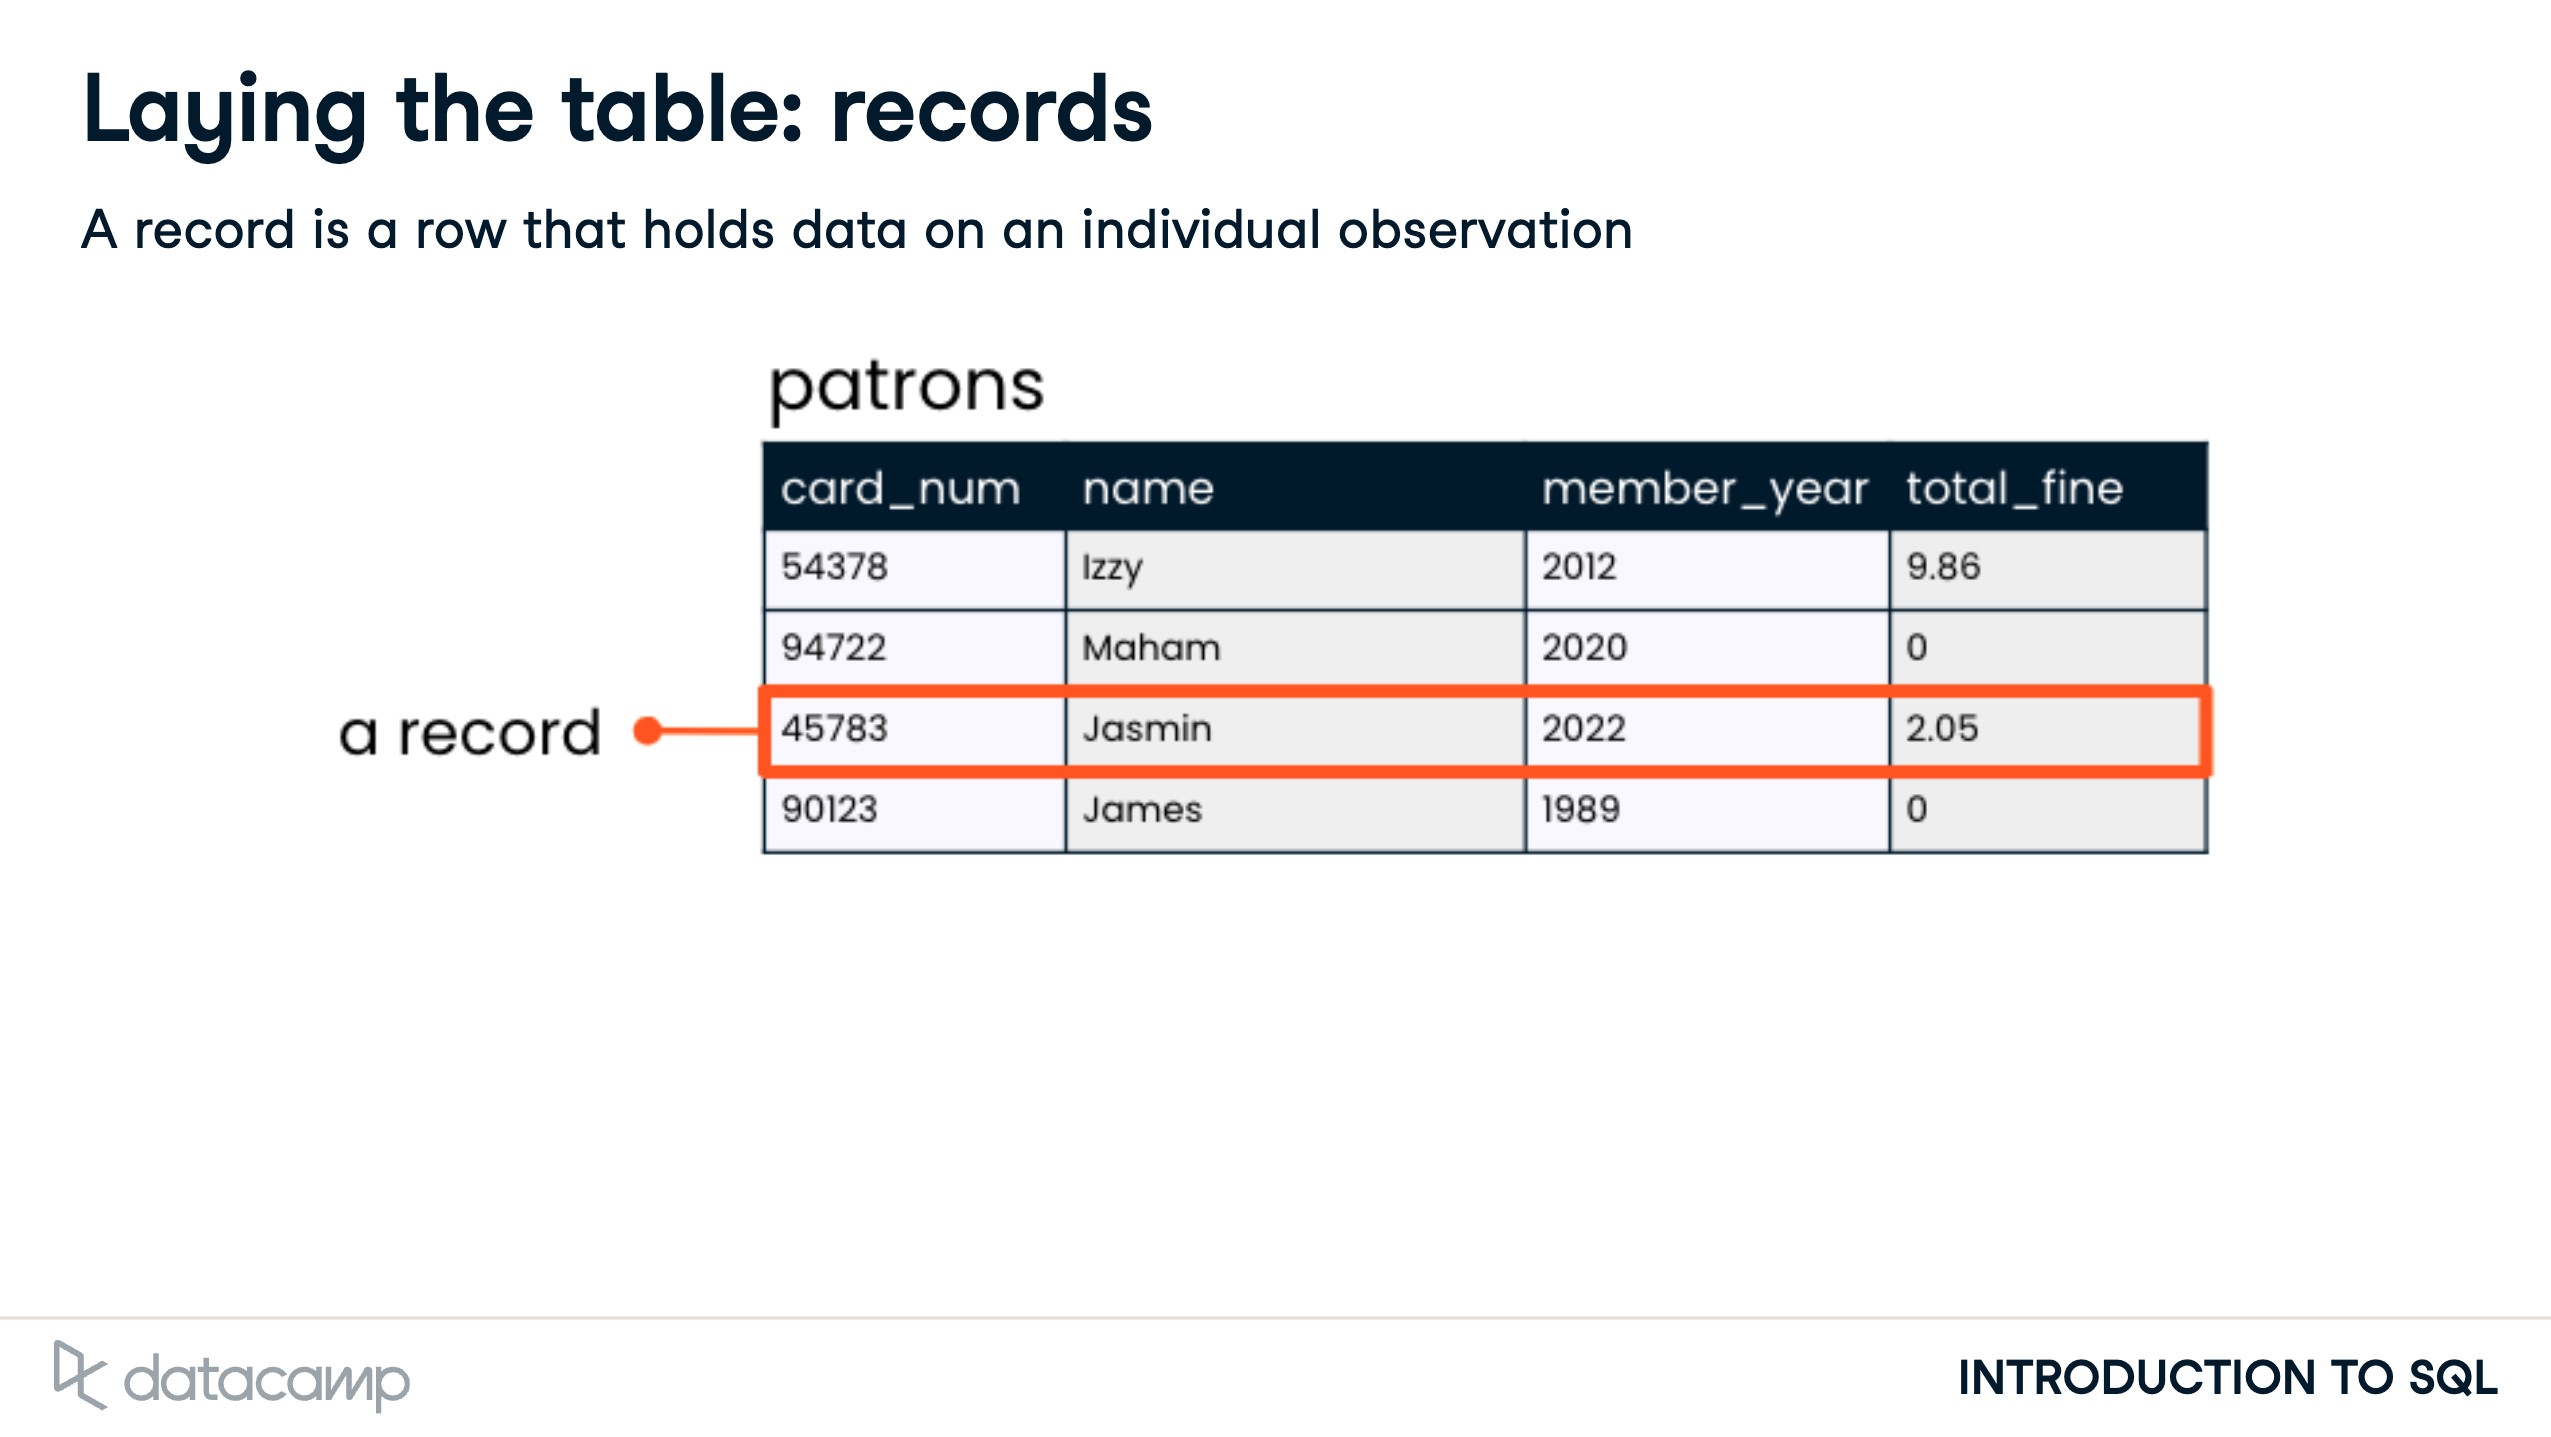 Laying the table: records
A record is a row that holds data on an individual observation
patrons
card_num name member_year total_fine
54378 Izzy 2012 9.86
94722 Maham 2020 0
a record 45783 Jasmin 2022 2.05
90123 James 1989 0
datacamp INTRODUCTION TO SQL